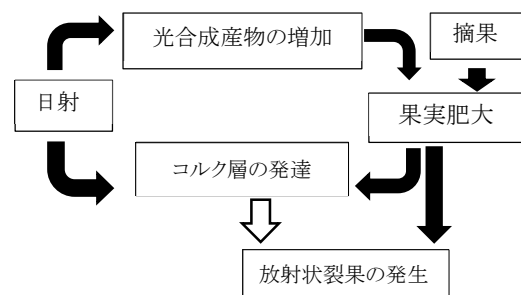 光合成産物の増加
摘果
日射
果実肥大
コルク層の発達
放射状裂果の発生